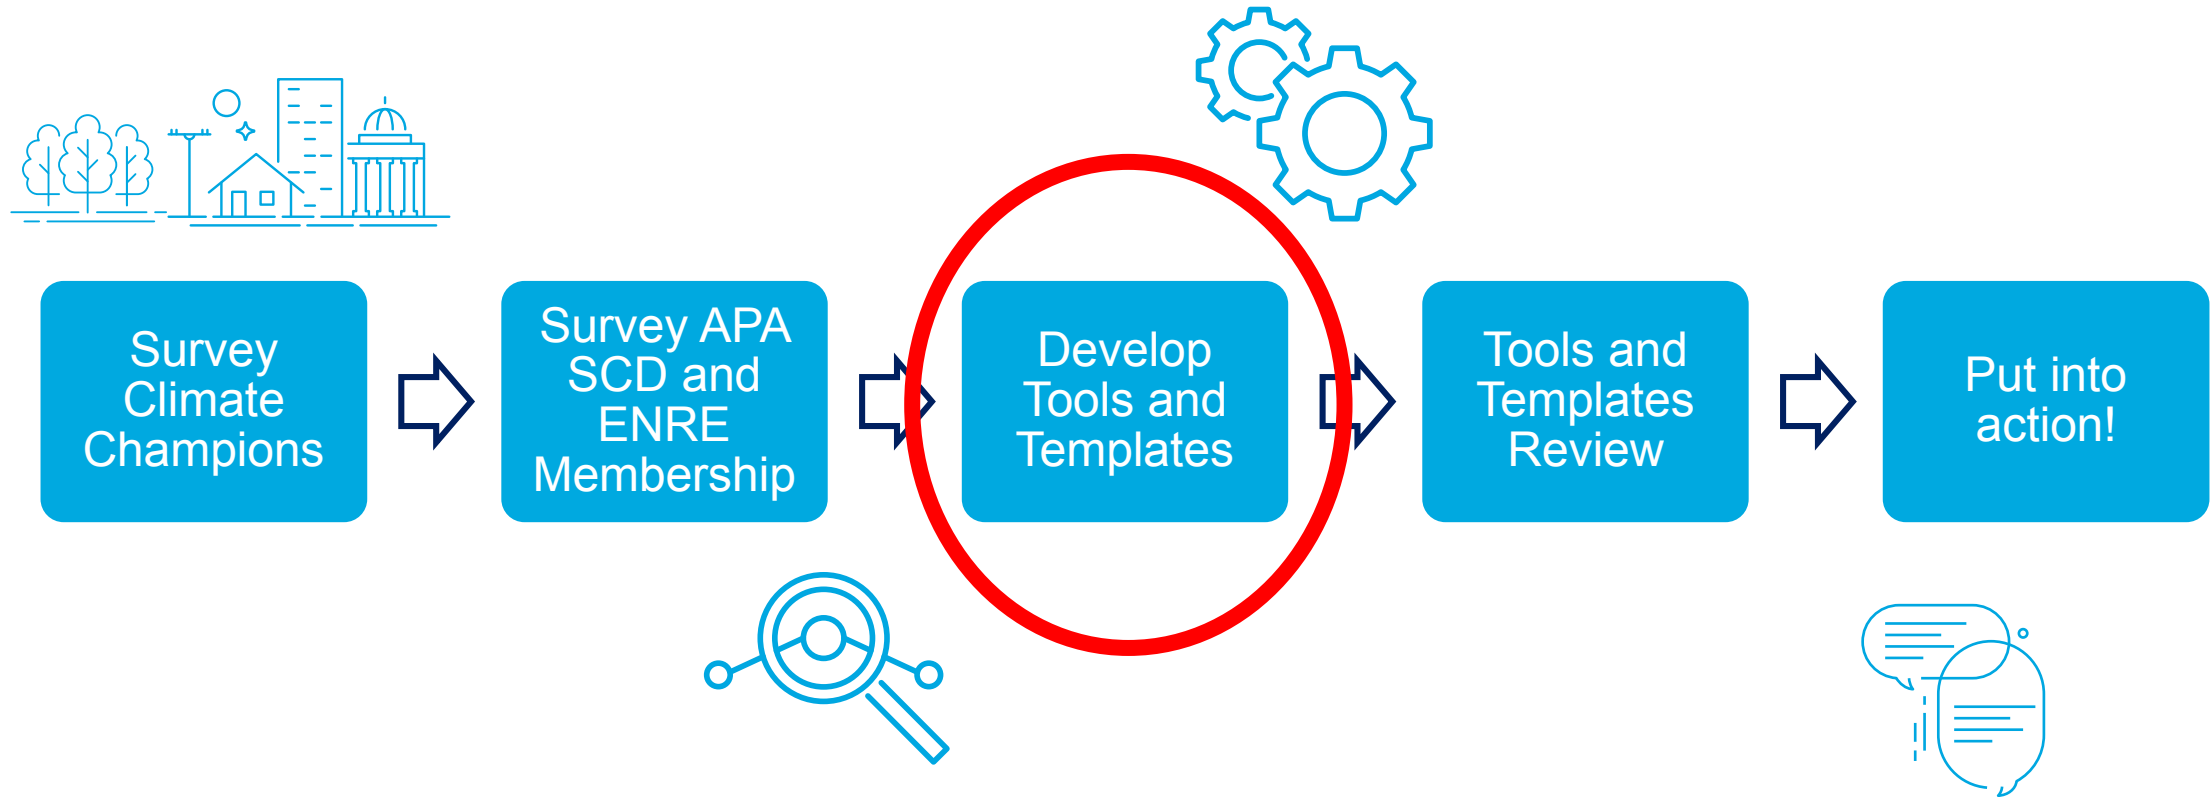 Survey
Climate
Champions
Survey APA
SCD and
ENRE
Membership
Develop
Tools and
Templates
Tools and
Templates
Review
Put into
action!